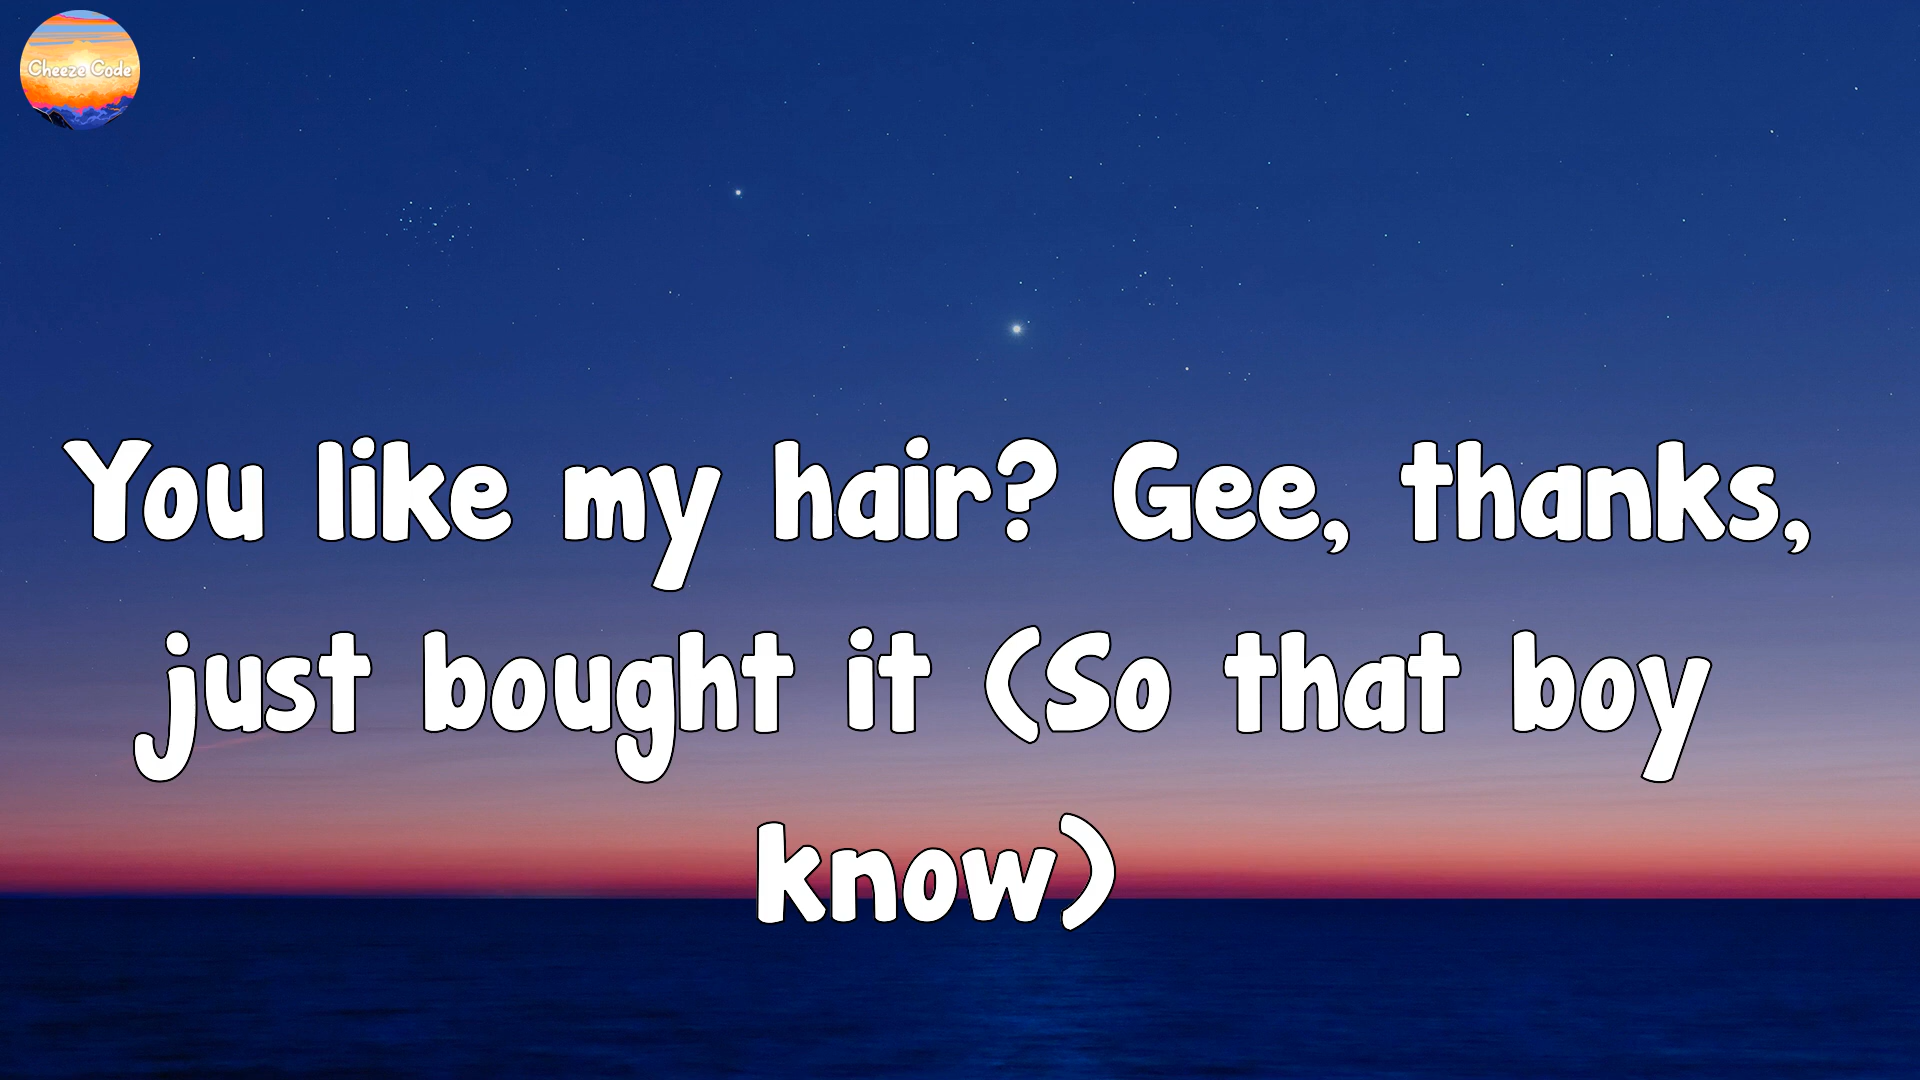 Cheeze Code
You like my hair? Gee, thanks,
just bought it (So that boy
know)